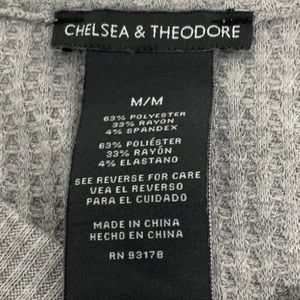 CHELSEA & THEODORE
M/M
63% POLYESTER
33% RAYON
4% SPANDEX
63% POLIÉSTER
33% RAYÓN
4% ELASTANO
SEE REVERSE FOR CARE
VEA EL REVERSO
PARA EL CUIDADO
MADE IN CHINA
HECHO EN CHINA
RN 93178